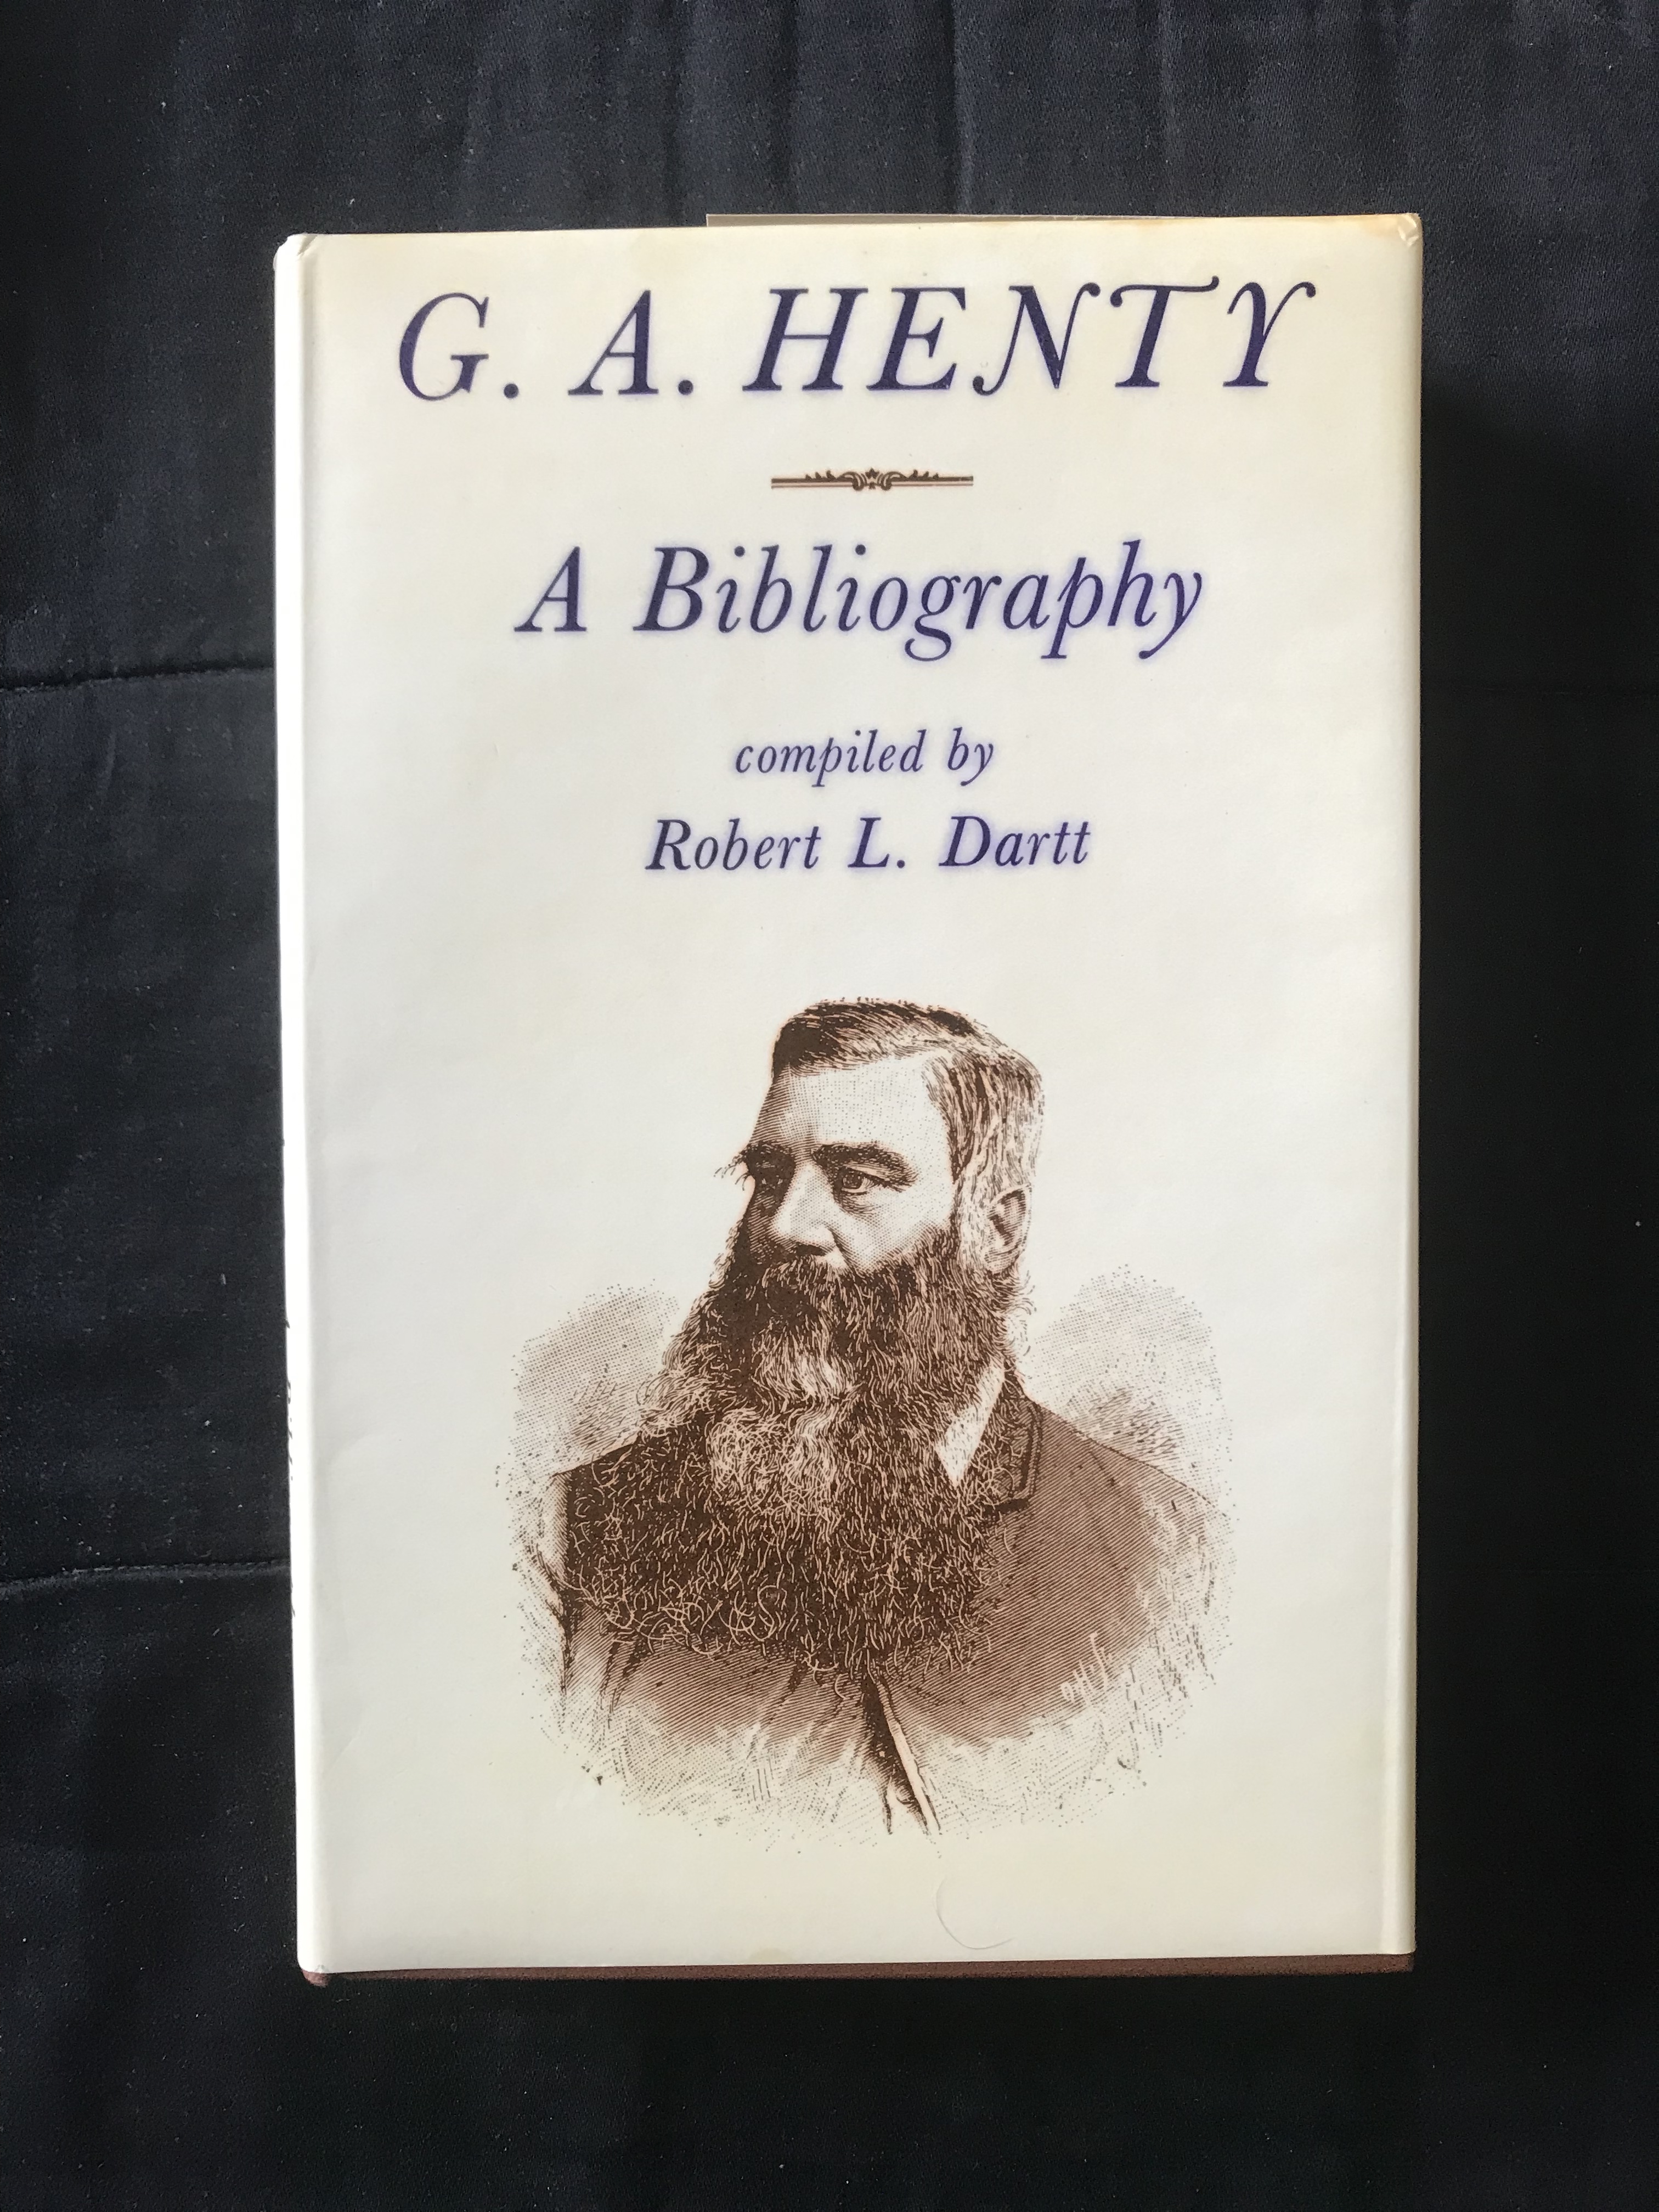 G. A. HENTY
A Bibliography
compiled by
Robert L. Dartt